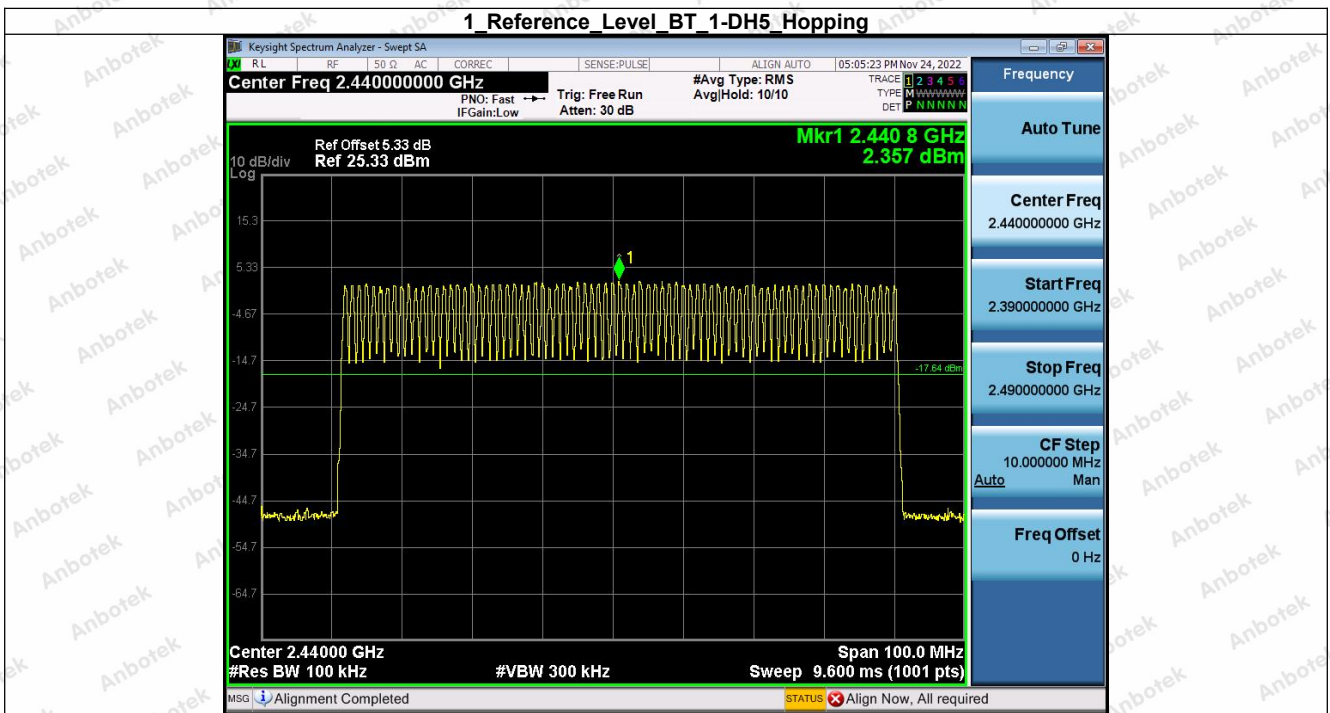 1_Reference_Level_BT_1-DH5_Hopping
Keysight Spectrum Analyzer - Swept SA
RL RF 50 Ω AC CORREC SENSE:PULSE ALIGN AUTO 05:05:23 PM Nov 24, 2022
Center Freq 2.440000000 GHz
PNO: Fast
IFGain:Low
Trig: Free Run
Atten: 30 dB
#Avg Type: RMS
Avg|Hold: 10/10
TRACE 1 2 3 4 5 6
TYPE M WWWWW
DET P N N N N N
Frequency
Auto Tune
Center Freq
2.440000000 GHz
Start Freq
2.390000000 GHz
Stop Freq
2.490000000 GHz
CF Step
10.000000 MHz
Auto Man
Freq Offset
0 Hz
Mkr1 2.440 8 GHz
2.357 dBm
Ref Offset 5.33 dB
10 dB/div Ref 25.33 dBm
Log
1
15.3
5.33
-4.67
-14.7
-17.64 dBm
-24.7
-34.7
-44.7
-54.7
-64.7
Center 2.44000 GHz Span 100.0 MHz
#Res BW 100 kHz #VBW 300 kHz Sweep 9.600 ms (1001 pts)
MSG Alignment Completed STATUS Align Now, All required
Anbotek